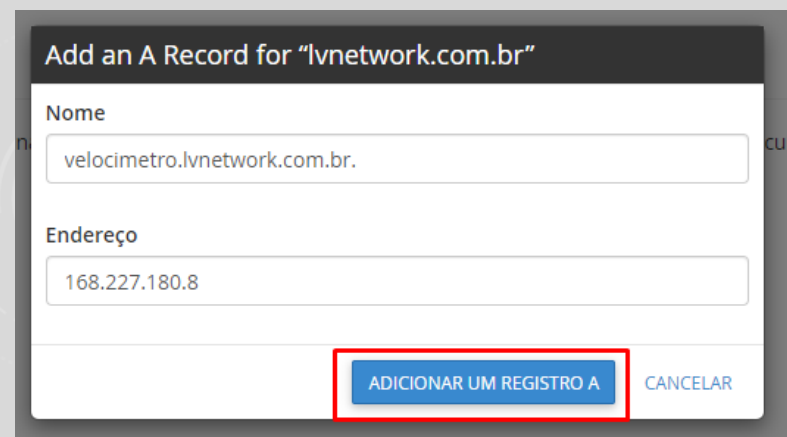 Add an A Record for “lvnetwork.com.br”
Nome
velocimetro.lvnetwork.com.br.
Endereço
168.227.180.8
ADICIONAR UM REGISTRO A
CANCELAR